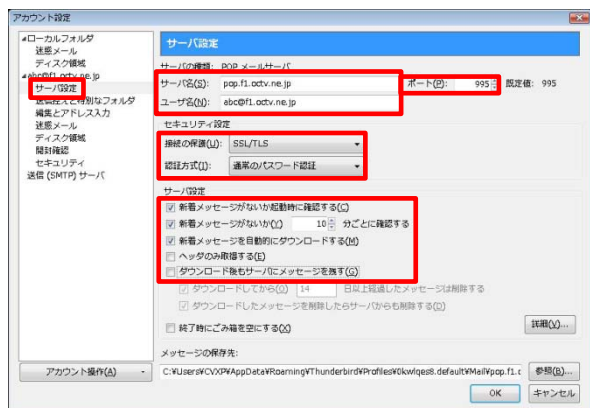 アカウント設定
ローカルフォルダ
迷惑メール
ディスク領域
abc@f1.octv.ne.jp
サーバ設定
送信控えと特別なフォルダ
編集とアドレス入力
迷惑メール
ディスク領域
開封確認
セキュリティ
送信 (SMTP) サーバ
アカウント操作(A)
サーバ設定
サーバの種類: POP メールサーバ
サーバ名(S): pop.f1.octv.ne.jp ポート(P): 995 既定値: 995
ユーザ名(N): abc@f1.octv.ne.jp
セキュリティ設定
接続の保護(U): SSL/TLS
認証方式(I): 通常のパスワード認証
サーバ設定
新着メッセージがないか起動時に確認する(C)
新着メッセージがないか(Y) 10 分ごとに確認する
新着メッセージを自動的にダウンロードする(M)
ヘッダのみ取得する(E)
ダウンロード後もサーバにメッセージを残す(G)
ダウンロードしてから(O) 14 日以上経過したメッセージは削除する
ダウンロードしたメッセージを削除したらサーバからも削除する(D)
終了時にごみ箱を空にする(X)
詳細(V)...
メッセージの保存先:
C:¥Users¥CVXP¥AppData¥Roaming¥Thunderbird¥Profiles¥0kwlqes8.default¥Mail¥pop.f1.c 参照(B)...
OK キャンセル